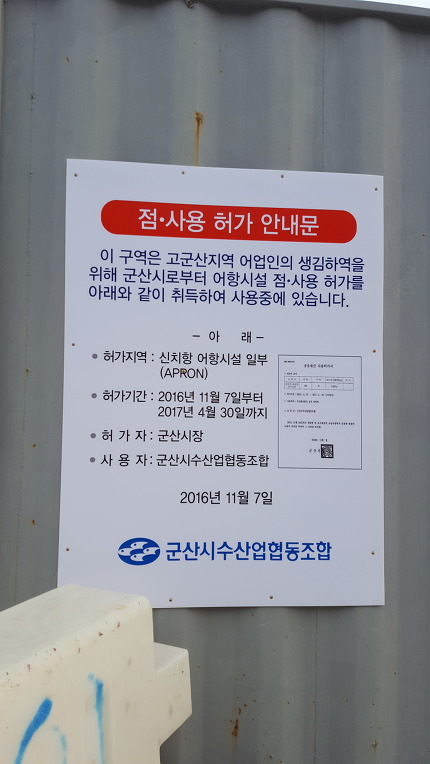 점·사용 허가 안내문
이 구역은 고군산지역 어업인의 생김하역을
위해 군산시로부터 어항시설 점·사용 허가를
아래와 같이 취득하여 사용중에 있습니다.
– 아 래 –
● 허가지역 : 신치항 어항시설 일부
(APRON)
● 허가기간 : 2016년 11월 7일부터
2017년 4월 30일까지
● 허 가 자 : 군산시장
● 사 용 자 : 군산시수산업협동조합
2016년 11월 7일
군산시수산업협동조합